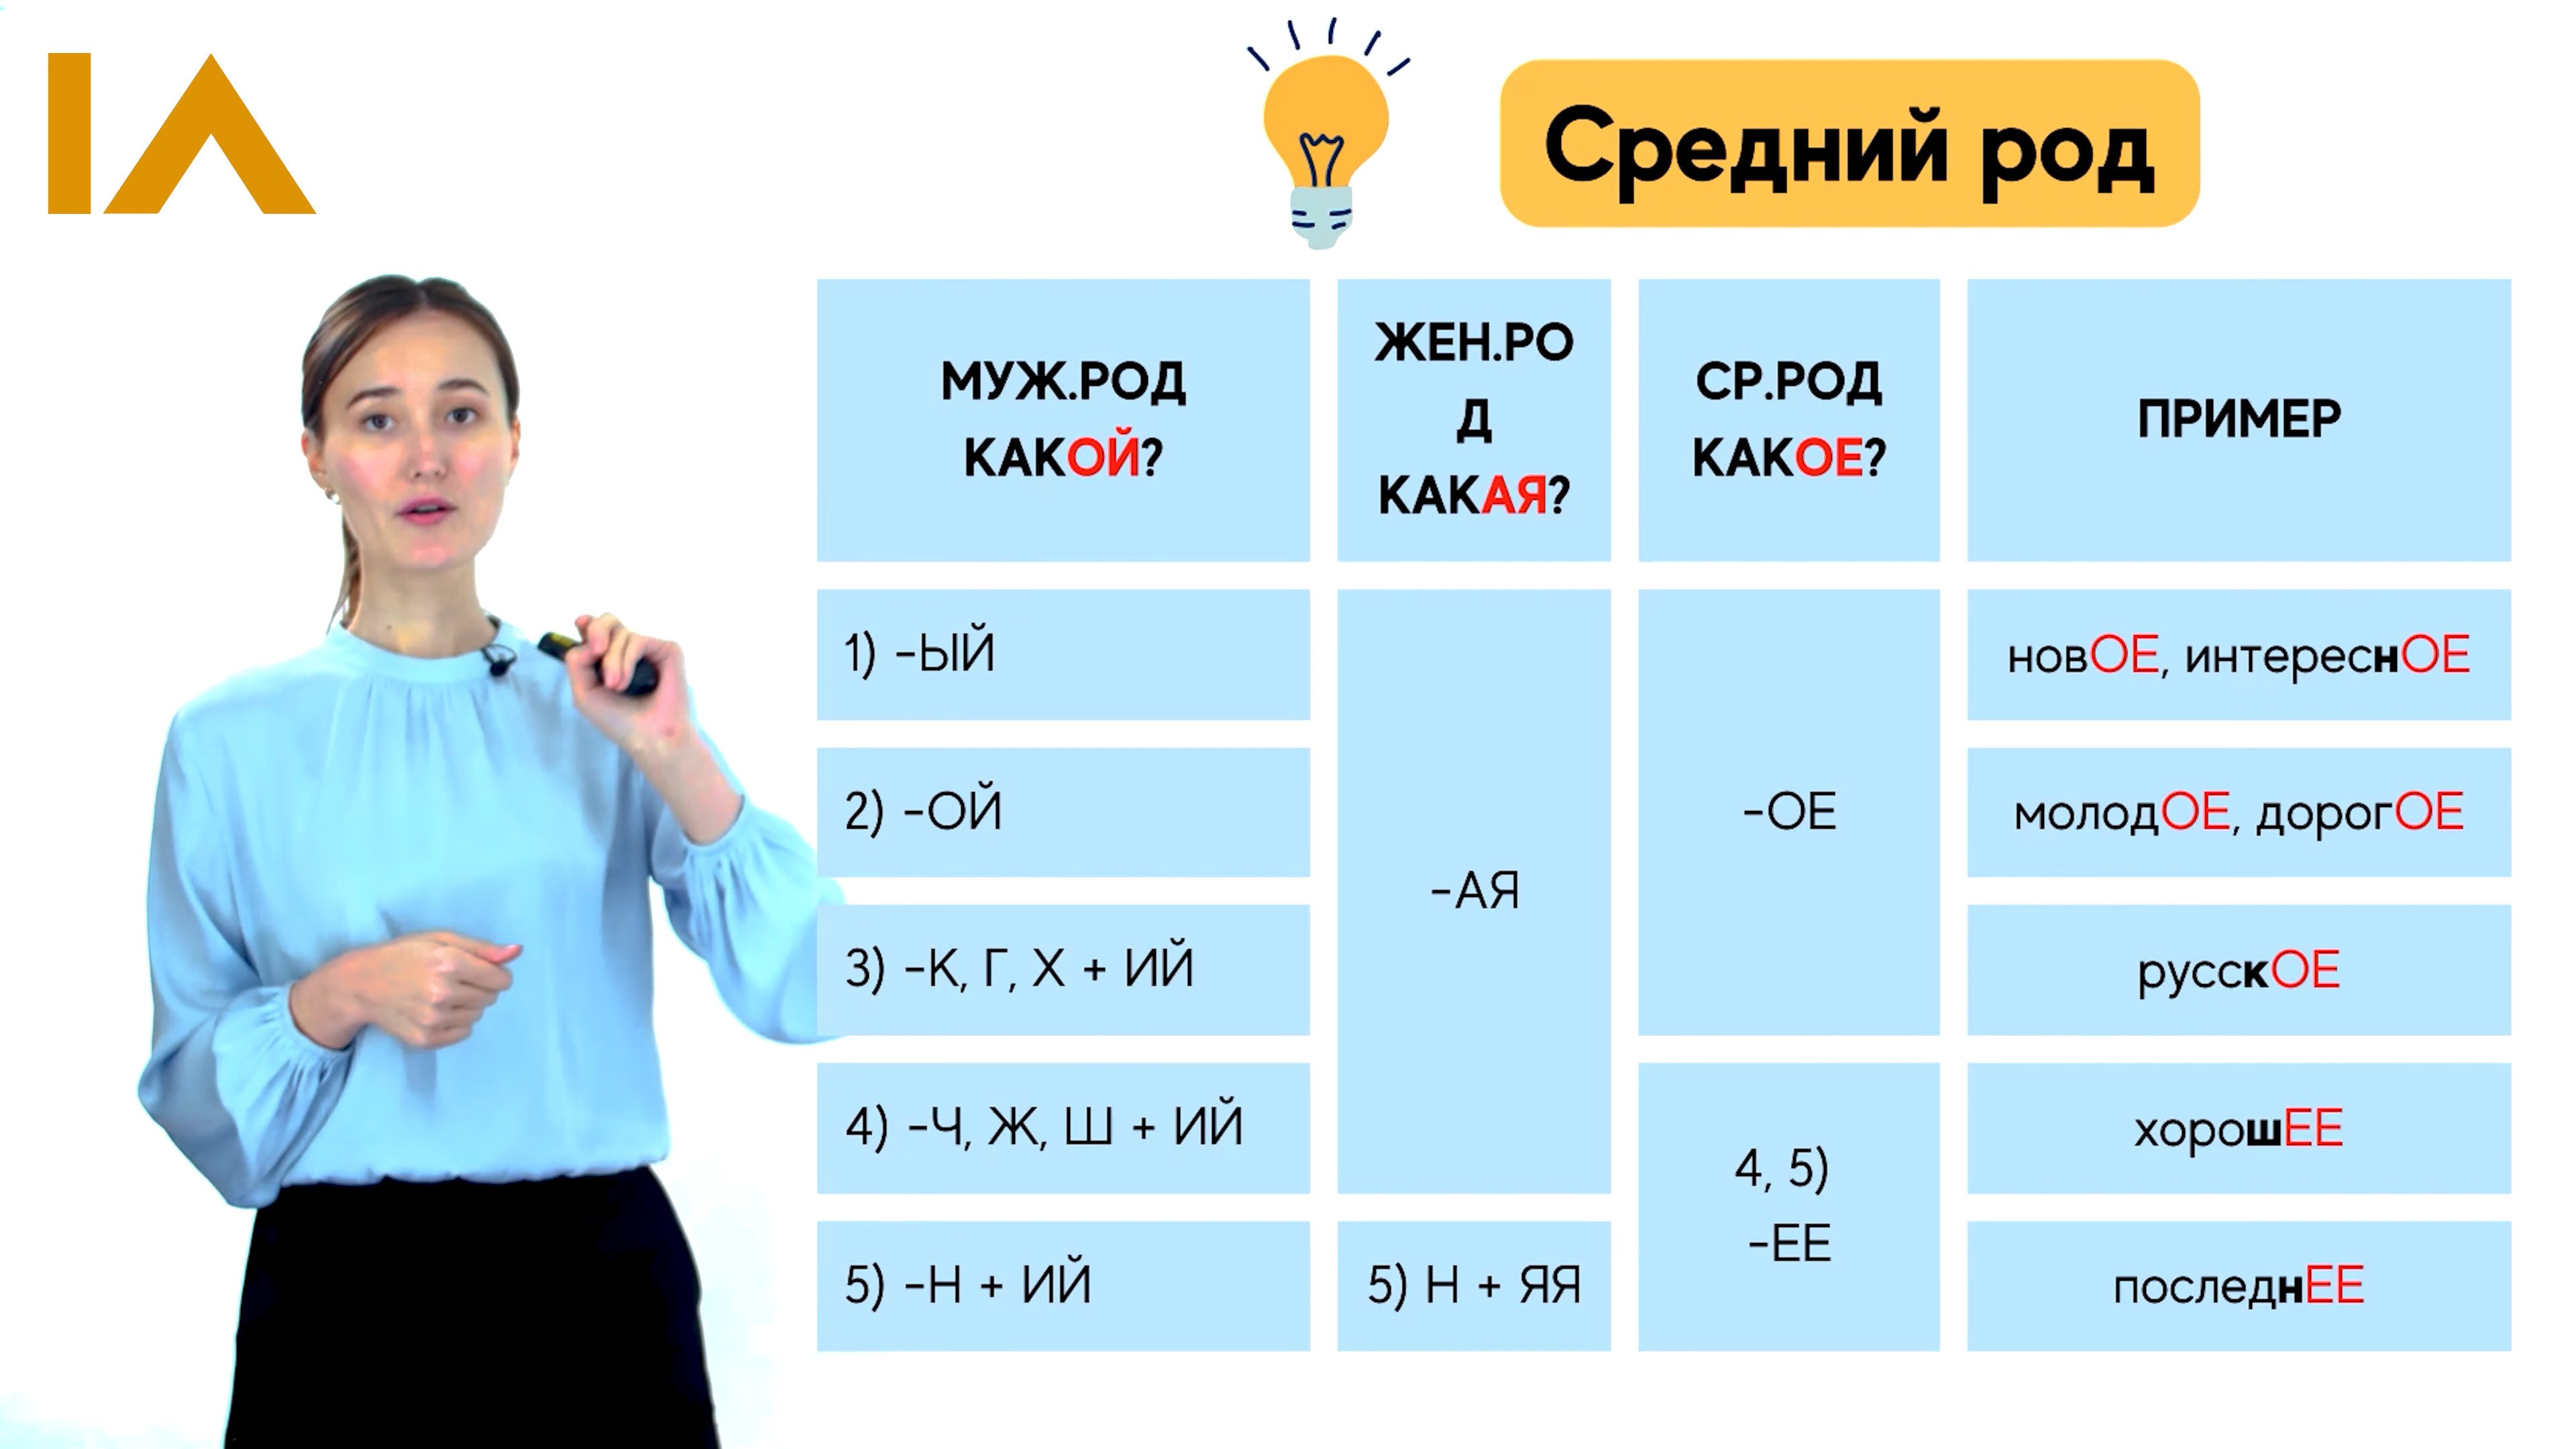 IA
Средний род
МУЖ.РОД
КАКОЙ?
ЖЕН.РО
Д
КАКАЯ?
СР.РОД
КАКОЕ?
ПРИМЕР
1) -ЫЙ
-АЯ
-ОЕ
новОЕ, интереснОЕ
2) -ОЙ
молодОЕ, дорогОЕ
3) -К, Г, Х + ИЙ
русскОЕ
4) -Ч, Ж, Ш + ИЙ
4, 5)
-ЕЕ
хорошЕЕ
5) -Н + ИЙ
5) Н + ЯЯ
последнЕЕ